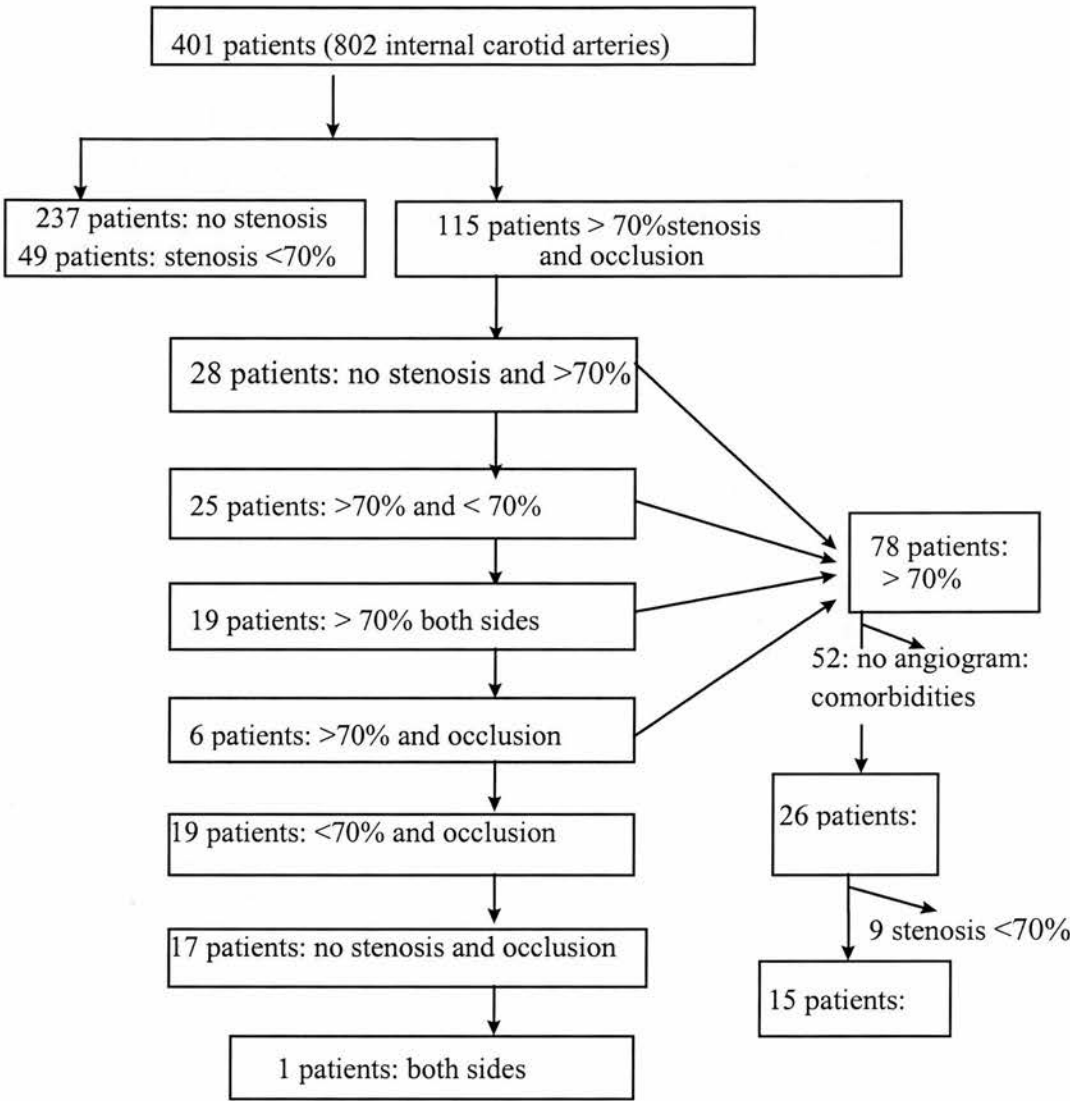 401 patients (802 internal carotid arteries)
237 patients: no stenosis
49 patients: stenosis <70%
115 patients > 70%stenosis
and occlusion
28 patients: no stenosis and >70%
25 patients: >70% and < 70%
78 patients:
> 70%
19 patients: > 70% both sides
52: no angiogram:
comorbidities
6 patients: >70% and occlusion
26 patients:
19 patients: <70% and occlusion
9 stenosis <70%
17 patients: no stenosis and occlusion
15 patients:
1 patients: both sides